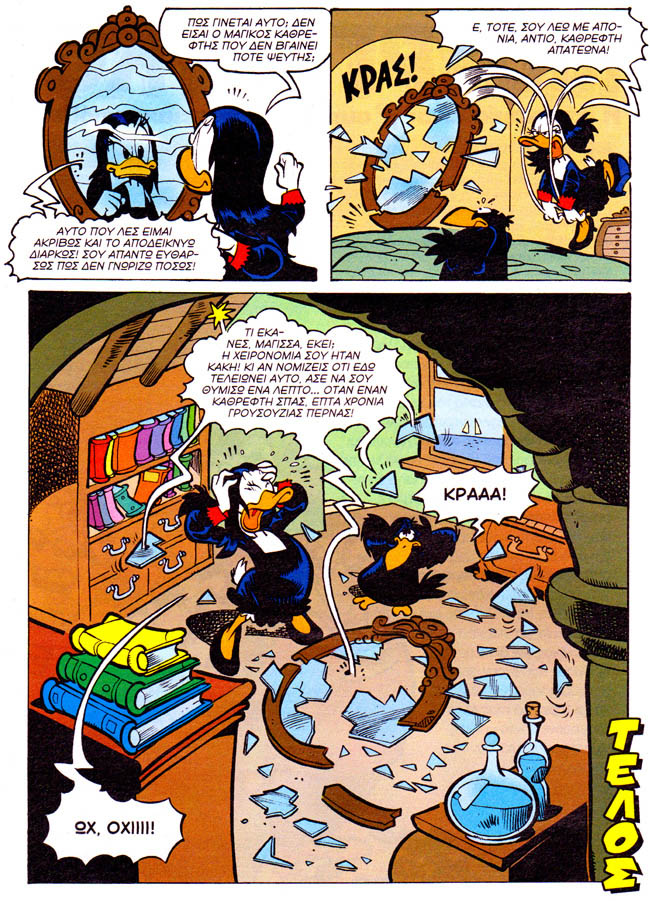 ΠΩΣ ΓΙΝΕΤΑΙ ΑΥΤΟ; ΔΕΝ
ΕΙΣΑΙ Ο ΜΑΓΙΚΟΣ ΚΑΘΡΕ-
ΦΤΗΣ ΠΟΥ ΔΕΝ ΒΓΑΙΝΕΙ
ΠΟΤΕ ΨΕΥΤΗΣ;
ΑΥΤΟ ΠΟΥ ΛΕΣ ΕΙΜΑΙ
ΑΚΡΙΒΩΣ ΚΑΙ ΤΟ ΑΠΟΔΕΙΚΝΥΩ
ΔΙΑΡΚΩΣ! ΣΟΥ ΑΠΑΝΤΩ ΕΥΘΑΡ-
ΣΩΣ ΠΩΣ ΔΕΝ ΓΝΩΡΙΖΩ ΠΟΣΩΣ!
Ε, ΤΟΤΕ, ΣΟΥ ΛΕΩ ΜΕ ΑΠΟ-
ΝΙΑ, ΑΝΤΙΟ, ΚΑΘΡΕΦΤΗ
ΑΠΑΤΕΩΝΑ!
ΚΡΑΣ!
ΤΙ ΕΚΑ-
ΝΕΣ, ΜΑΓΙΣΣΑ, ΕΚΕΙ;
Η ΧΕΙΡΟΝΟΜΙΑ ΣΟΥ ΗΤΑΝ
ΚΑΚΗ! ΚΙ ΑΝ ΝΟΜΙΖΕΙΣ ΟΤΙ ΕΔΩ
ΤΕΛΕΙΩΝΕΙ ΑΥΤΟ, ΑΣΕ ΝΑ ΣΟΥ
ΘΥΜΙΣΩ ΕΝΑ ΛΕΠΤΟ... ΟΤΑΝ ΕΝΑΝ
ΚΑΘΡΕΦΤΗ ΣΠΑΣ, ΕΠΤΑ ΧΡΟΝΙΑ
ΓΡΟΥΣΟΥΖΙΑΣ ΠΕΡΝΑΣ!
ΚΡΑΑΑ!
ΩΧ, ΟΧΙΙΙΙ!
ΤΕΛΟΣ